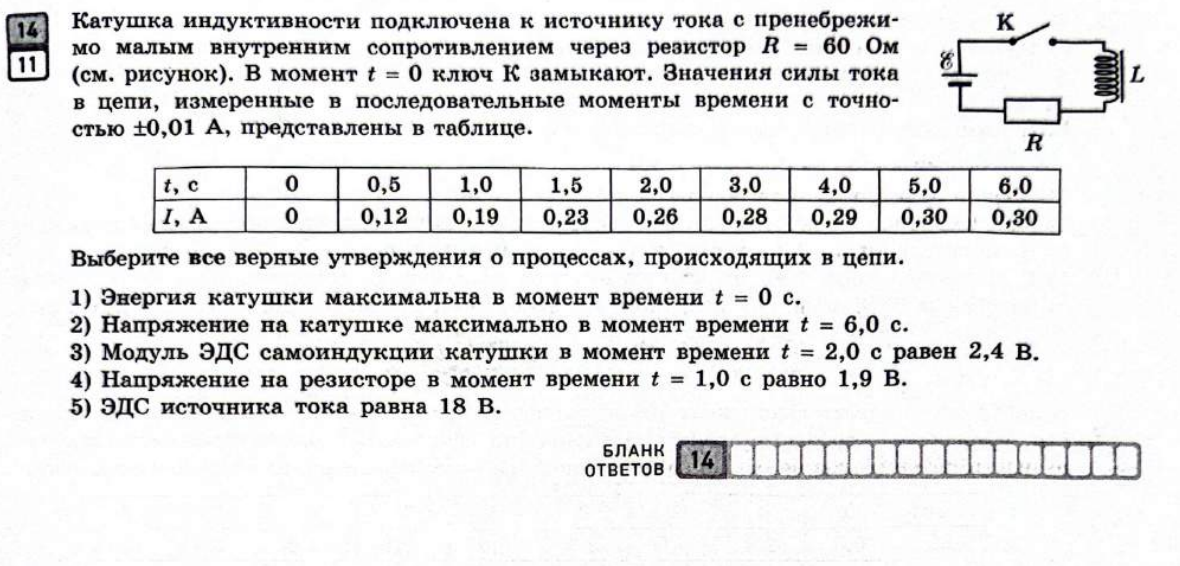 14
11
Катушка индуктивности подключена к источнику тока с пренебрежи-
мо малым внутренним сопротивлением через резистор R = 60 Ом
(см. рисунок). В момент t = 0 ключ К замыкают. Значения силы тока
в цепи, измеренные в последовательные моменты времени с точно-
стью ±0,01 А, представлены в таблице.
К
ℰ
L
R
t, с 0 0,5 1,0 1,5 2,0 3,0 4,0 5,0 6,0
I, А 0 0,12 0,19 0,23 0,26 0,28 0,29 0,30 0,30
Выберите все верные утверждения о процессах, происходящих в цепи.
1) Энергия катушки максимальна в момент времени t = 0 с.
2) Напряжение на катушке максимально в момент времени t = 6,0 с.
3) Модуль ЭДС самоиндукции катушки в момент времени t = 2,0 с равен 2,4 В.
4) Напряжение на резисторе в момент времени t = 1,0 с равно 1,9 В.
5) ЭДС источника тока равна 18 В.
БЛАНК
ОТВЕТОВ 14